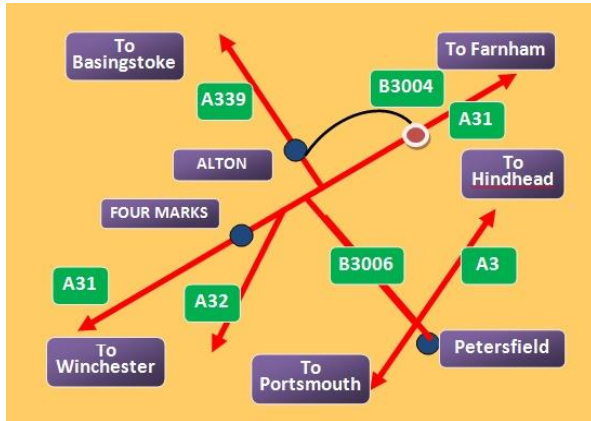 To
Basingstoke
To Farnham
B3004
A339
A31
ALTON
To
Hindhead
FOUR MARKS
B3006
A3
A31
A32
To
Winchester
To
Portsmouth
Petersfield